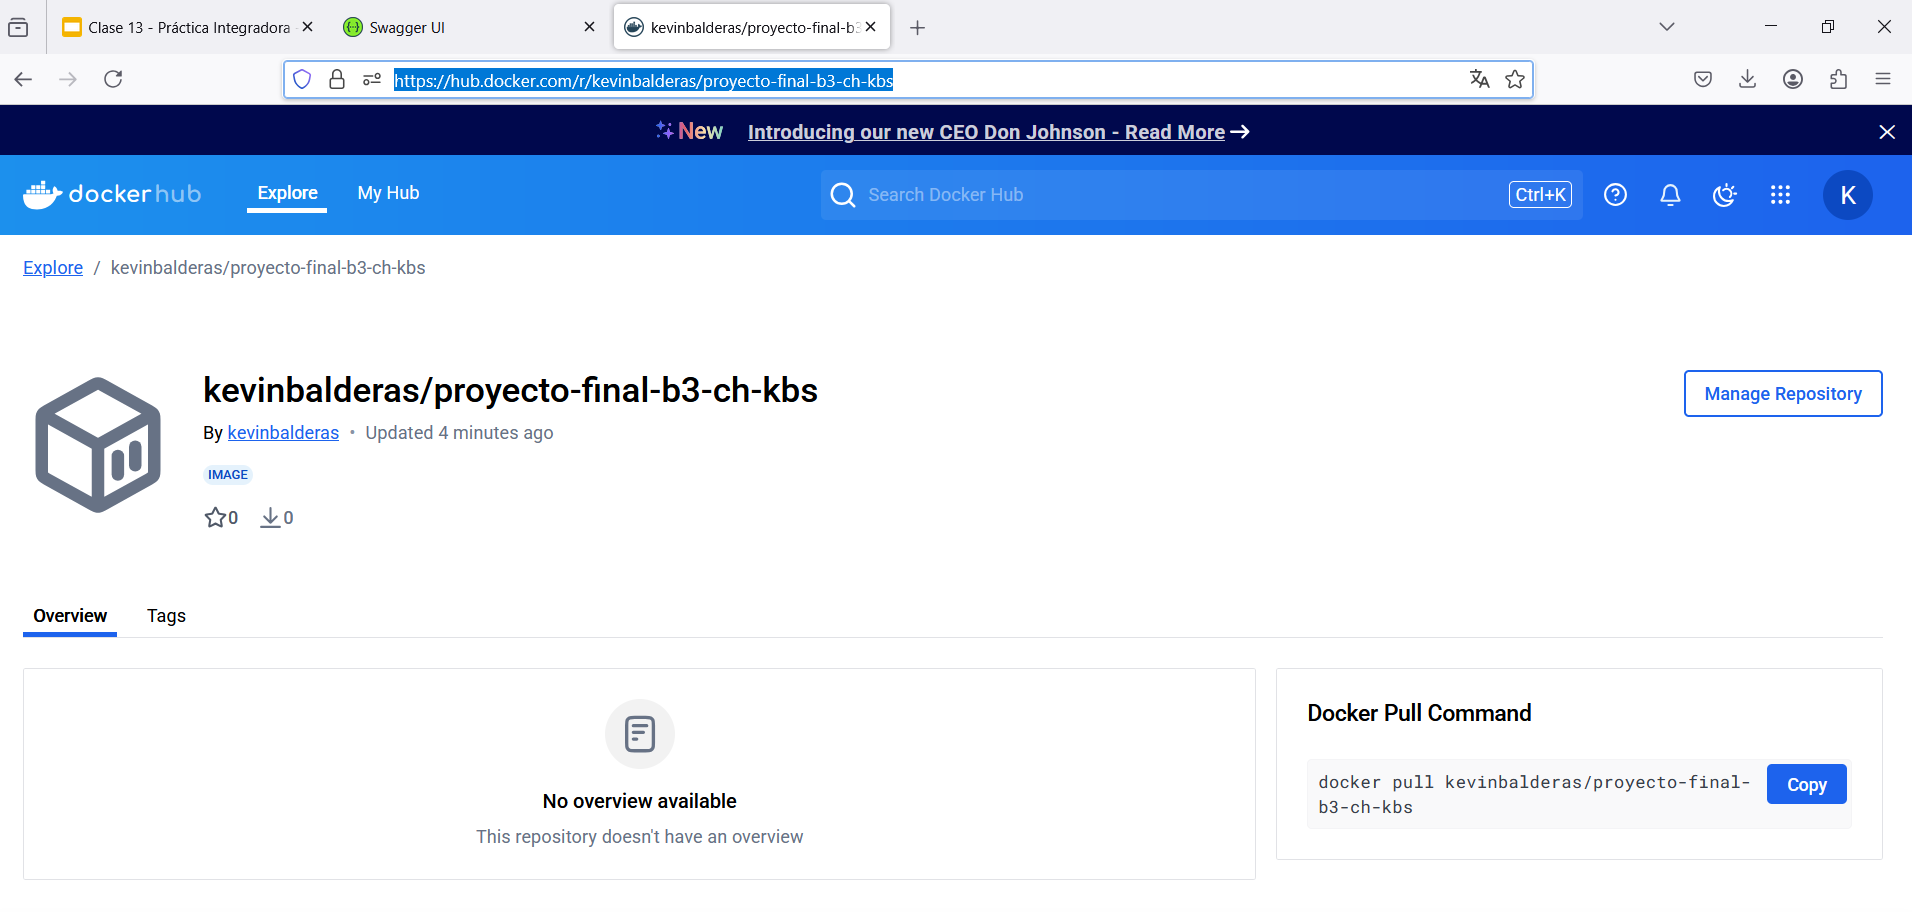 Clase 13 - Práctica Integradora
Swagger UI
kevinbalderas/proyecto-final-b3
https://hub.docker.com/r/kevinbalderas/proyecto-final-b3-ch-kbs
New Introducing our new CEO Don Johnson - Read More
dockerhub Explore My Hub Search Docker Hub Ctrl+K K
Explore / kevinbalderas/proyecto-final-b3-ch-kbs
kevinbalderas/proyecto-final-b3-ch-kbs
Manage Repository
By kevinbalderas • Updated 4 minutes ago
IMAGE
0 0
Overview Tags
No overview available
This repository doesn't have an overview
Docker Pull Command
docker pull kevinbalderas/proyecto-final-
b3-ch-kbs
Copy